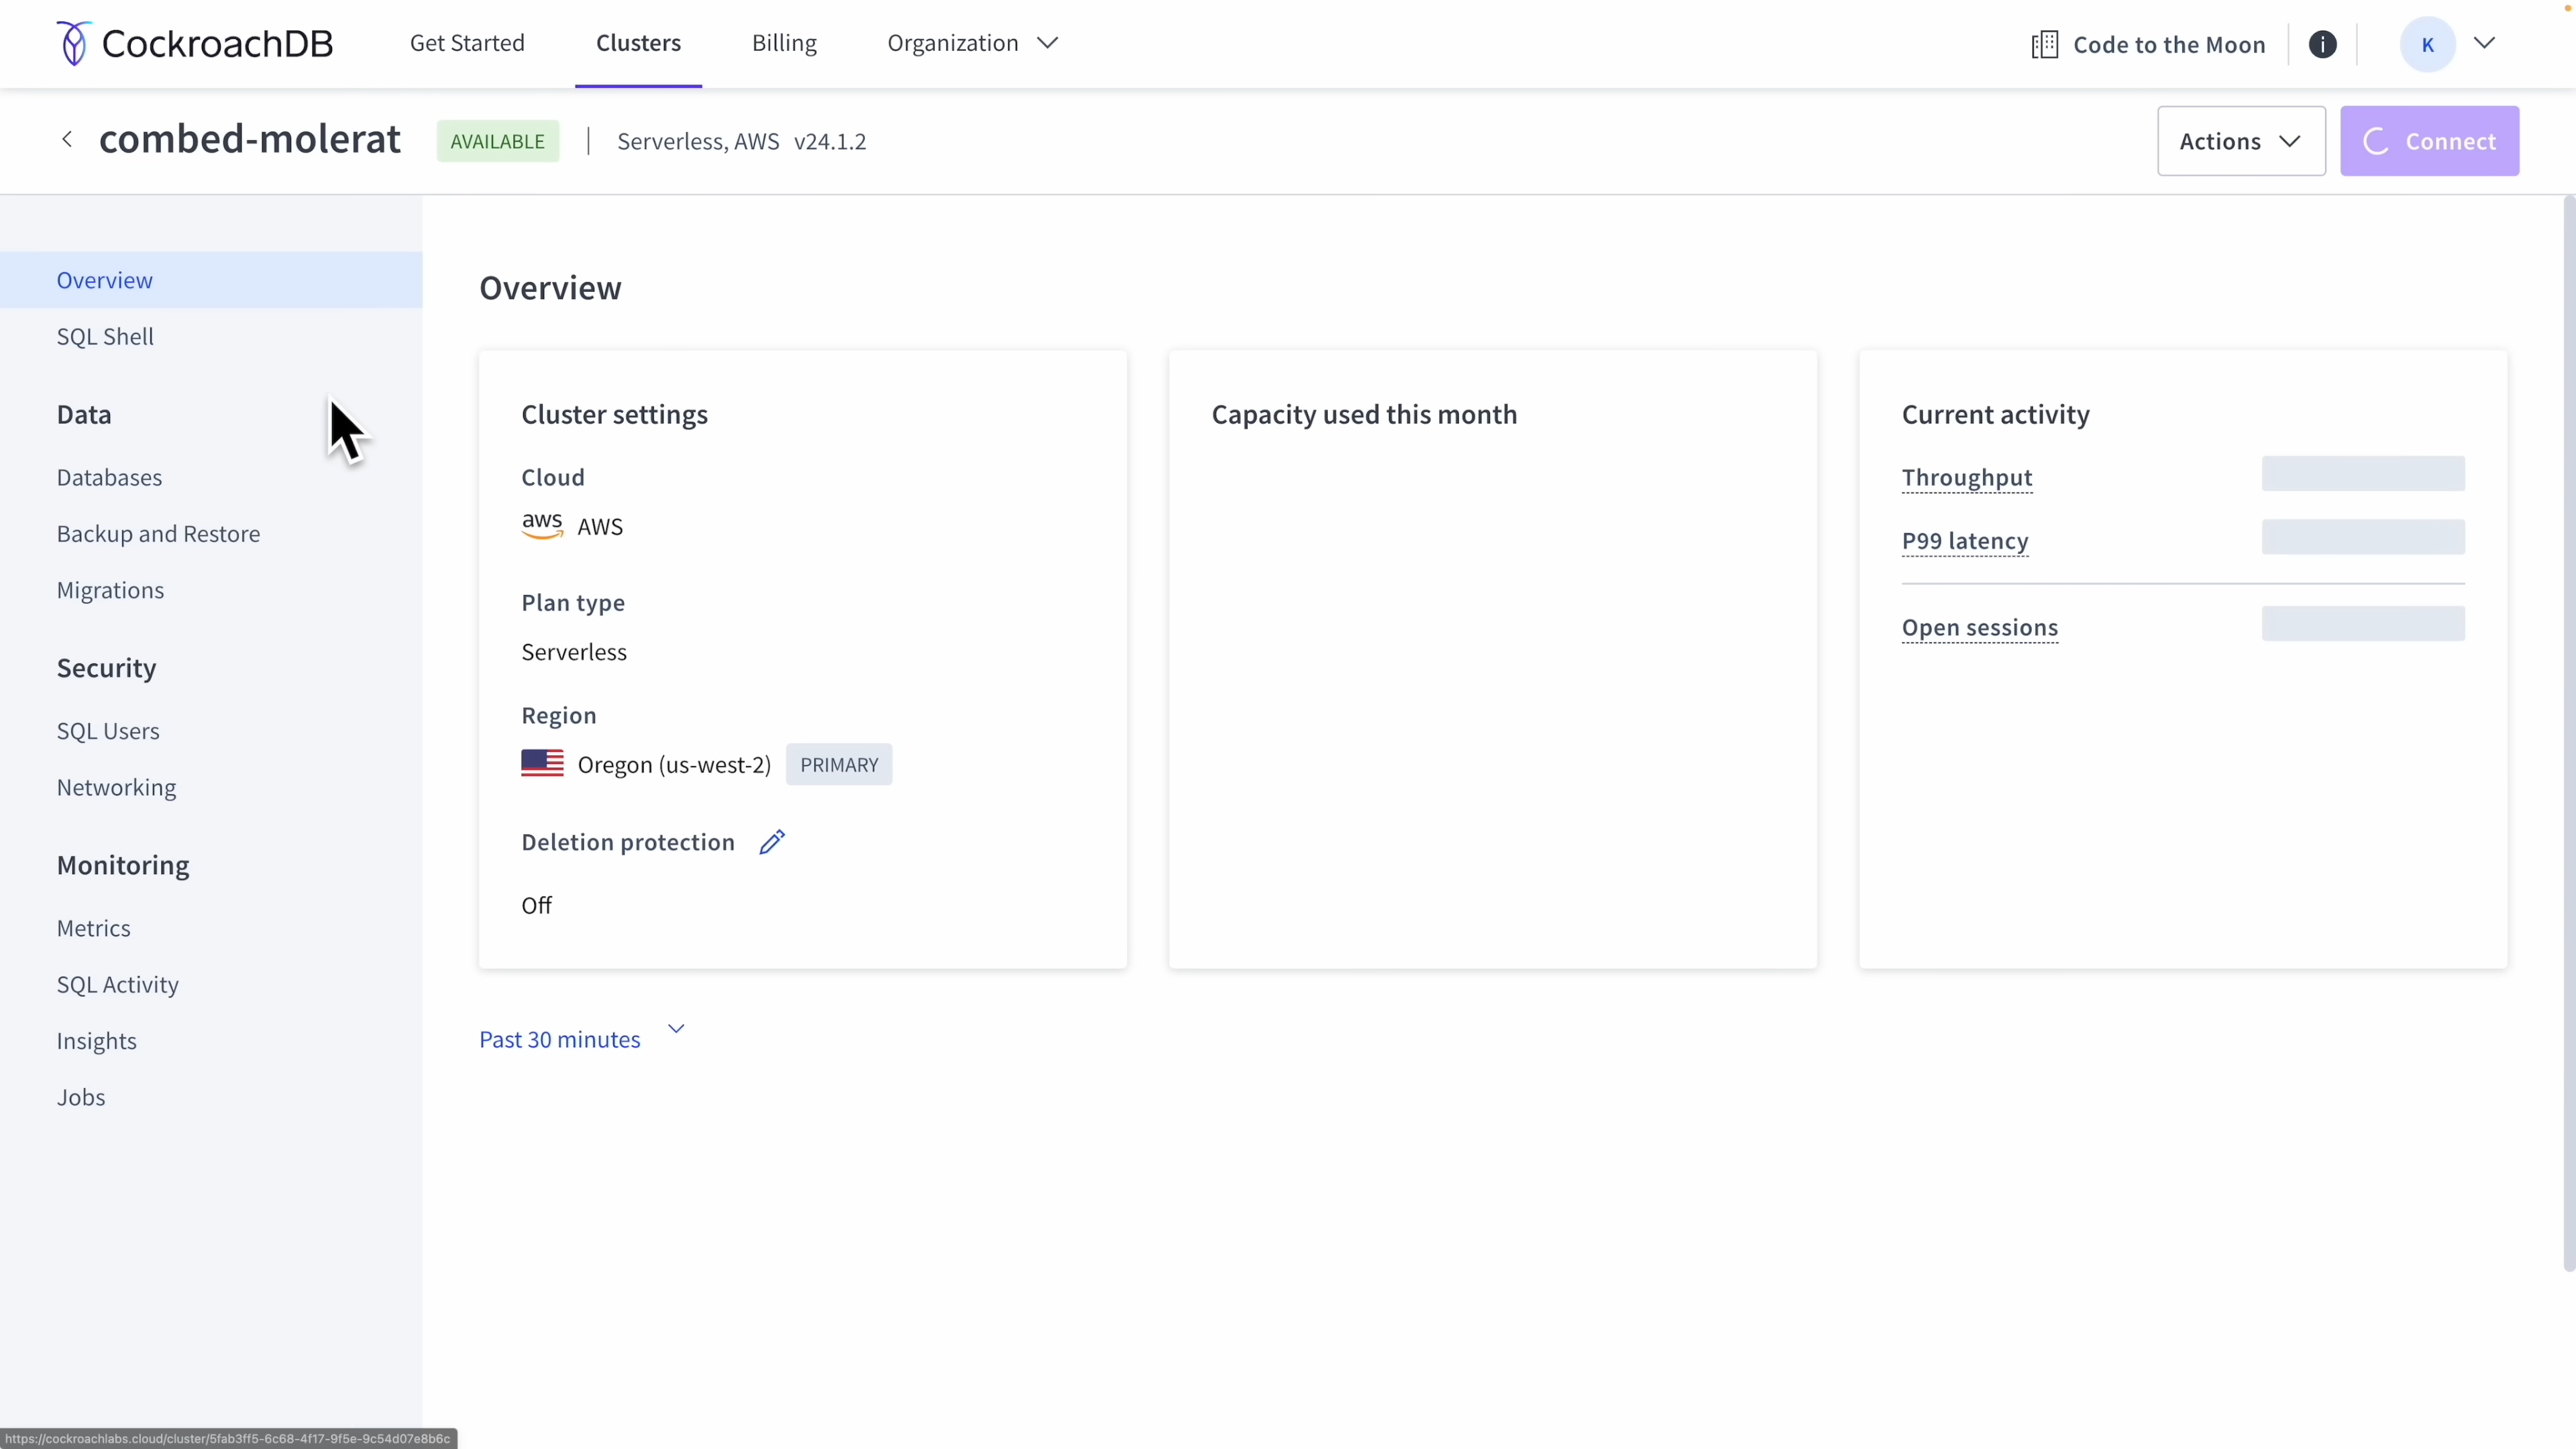 CockroachDB
Get Started
Clusters
Billing
Organization
Code to the Moon
K
combed-molerat
AVAILABLE
Serverless, AWS v24.1.2
Actions
Connect
Overview
SQL Shell
Data
Databases
Backup and Restore
Migrations
Security
SQL Users
Networking
Monitoring
Metrics
SQL Activity
Insights
Jobs
Overview
Cluster settings
Cloud
aws AWS
Plan type
Serverless
Region
Oregon (us-west-2) PRIMARY
Deletion protection
Off
Capacity used this month
Current activity
Throughput
P99 latency
Open sessions
Past 30 minutes
https://cockroachlabs.cloud/cluster/5fab3ff5-6c68-4f17-9f5e-9c54d07e8b6c